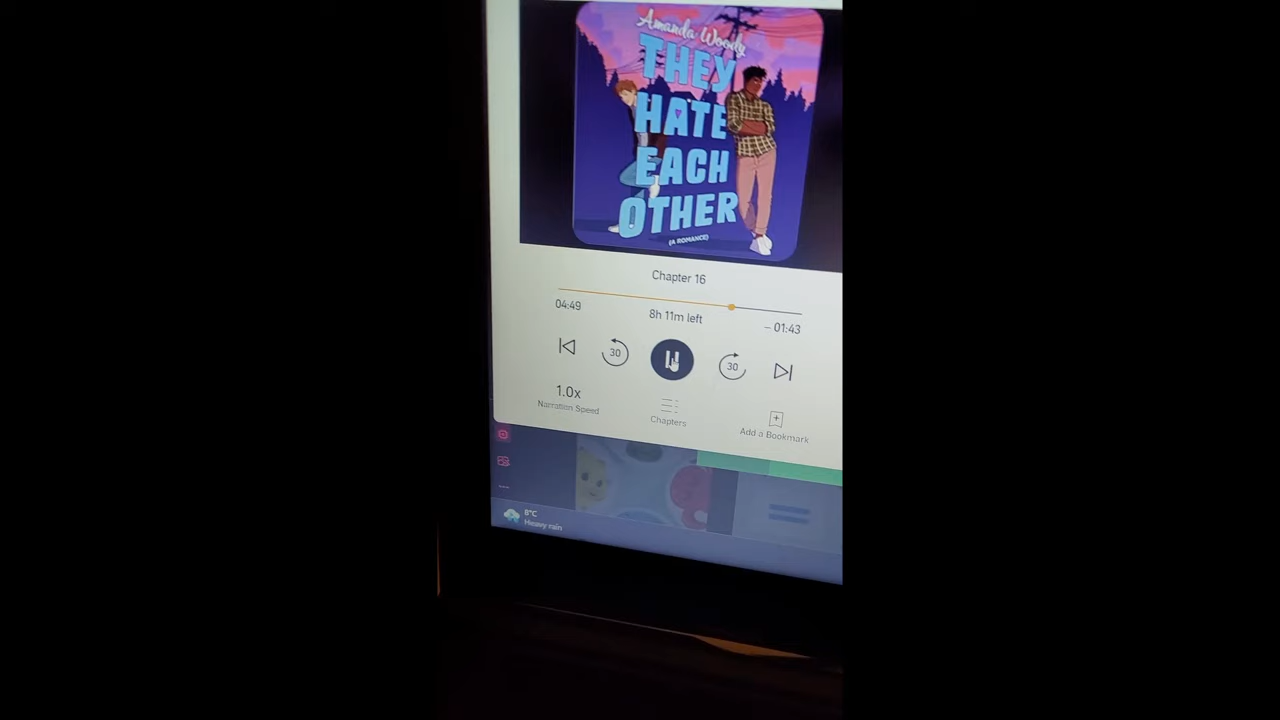 Amanda Woody
THEY
HATE
EACH
OTHER
(A ROMANCE)
Chapter 16
04:49
8h 11m left
– 01:43
30
30
1.0x
Narration Speed
Chapters
Add a Bookmark
8°C
Heavy rain